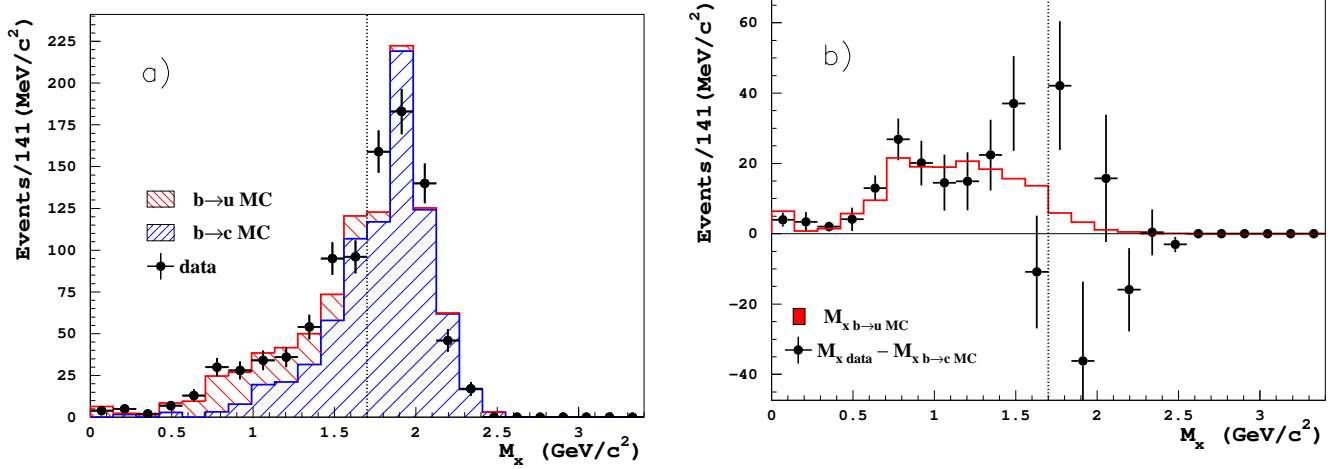 Events/141(MeV/c²)
225
200
175
150
125
100
75
50
25
0
a)
b→u MC
b→c MC
data
0 0.5 1 1.5 2 2.5 3
Mx (GeV/c²)
Events/141(MeV/c²)
60
40
20
0
-20
-40
b)
Mx b→u MC
Mx data − Mx b→c MC
0 0.5 1 1.5 2 2.5 3
Mx (GeV/c²)